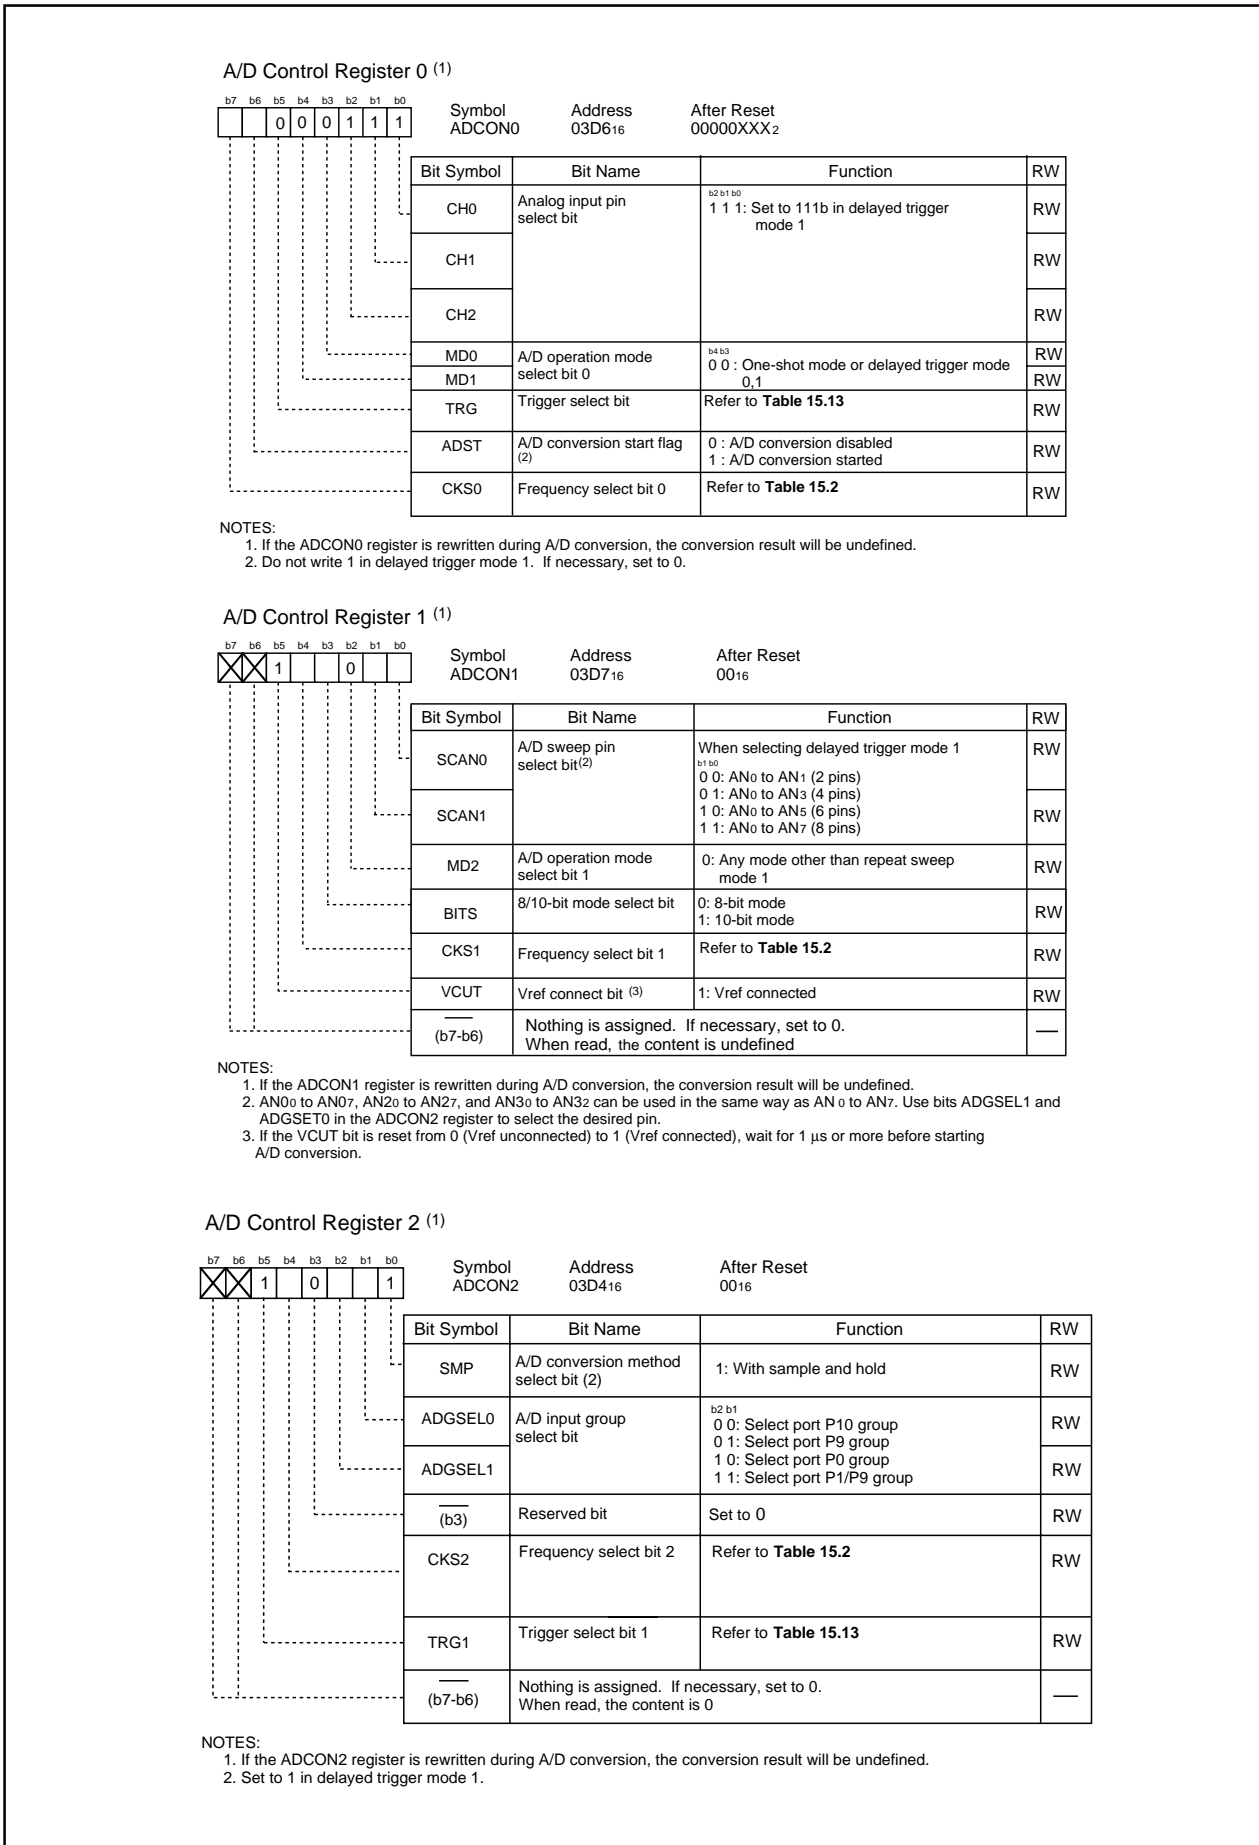 A/D Control Register 0 (1)
b7 b6 b5 b4 b3 b2 b1 b0
0 0 0 1 1 1
Symbol Address After Reset
ADCON0 03D616 00000XXX2
Bit Symbol Bit Name Function RW
CH0 Analog input pin select bit b2 b1 b0 RW
1 1 1: Set to 111b in delayed trigger
mode 1
CH1 RW
CH2 RW
MD0 A/D operation mode select bit 0 b4 b3 RW
0 0 : One-shot mode or delayed trigger mode
0,1
MD1 RW
TRG Trigger select bit Refer to Table 15.13 RW
ADST A/D conversion start flag (2) 0 : A/D conversion disabled RW
1 : A/D conversion started
CKS0 Frequency select bit 0 Refer to Table 15.2 RW
NOTES:
1. If the ADCON0 register is rewritten during A/D conversion, the conversion result will be undefined.
2. Do not write 1 in delayed trigger mode 1. If necessary, set to 0.
A/D Control Register 1 (1)
b7 b6 b5 b4 b3 b2 b1 b0
1 0
Symbol Address After Reset
ADCON1 03D716 0016
Bit Symbol Bit Name Function RW
SCAN0 A/D sweep pin select bit(2) When selecting delayed trigger mode 1 RW
b1 b0
0 0: AN0 to AN1 (2 pins)
0 1: AN0 to AN3 (4 pins)
1 0: AN0 to AN5 (6 pins)
1 1: AN0 to AN7 (8 pins)
SCAN1 RW
MD2 A/D operation mode select bit 1 0: Any mode other than repeat sweep RW
mode 1
BITS 8/10-bit mode select bit 0: 8-bit mode RW
1: 10-bit mode
CKS1 Frequency select bit 1 Refer to Table 15.2 RW
VCUT Vref connect bit (3) 1: Vref connected RW
(b7-b6) Nothing is assigned. If necessary, set to 0. —
When read, the content is undefined
NOTES:
1. If the ADCON1 register is rewritten during A/D conversion, the conversion result will be undefined.
2. AN00 to AN07, AN20 to AN27, and AN30 to AN32 can be used in the same way as AN 0 to AN7. Use bits ADGSEL1 and
ADGSET0 in the ADCON2 register to select the desired pin.
3. If the VCUT bit is reset from 0 (Vref unconnected) to 1 (Vref connected), wait for 1 µs or more before starting
A/D conversion.
A/D Control Register 2 (1)
b7 b6 b5 b4 b3 b2 b1 b0
1 0 1
Symbol Address After Reset
ADCON2 03D416 0016
Bit Symbol Bit Name Function RW
SMP A/D conversion method select bit (2) 1: With sample and hold RW
ADGSEL0 A/D input group select bit b2 b1 RW
0 0: Select port P10 group
0 1: Select port P9 group
1 0: Select port P0 group
1 1: Select port P1/P9 group
ADGSEL1 RW
(b3) Reserved bit Set to 0 RW
CKS2 Frequency select bit 2 Refer to Table 15.2 RW
TRG1 Trigger select bit 1 Refer to Table 15.13 RW
(b7-b6) Nothing is assigned. If necessary, set to 0. —
When read, the content is 0
NOTES:
1. If the ADCON2 register is rewritten during A/D conversion, the conversion result will be undefined.
2. Set to 1 in delayed trigger mode 1.